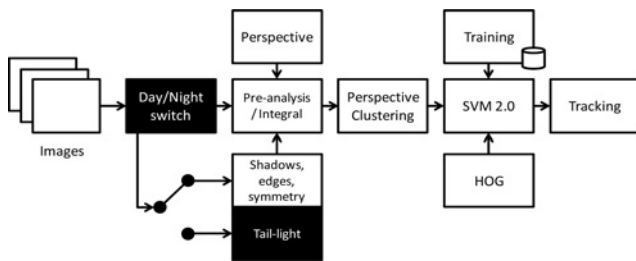 Perspective
Training
Images
Day/Night
switch
Pre-analysis
/ Integral
Perspective
Clustering
SVM 2.0
Tracking
Shadows,
edges,
symmetry
Tail-light
HOG